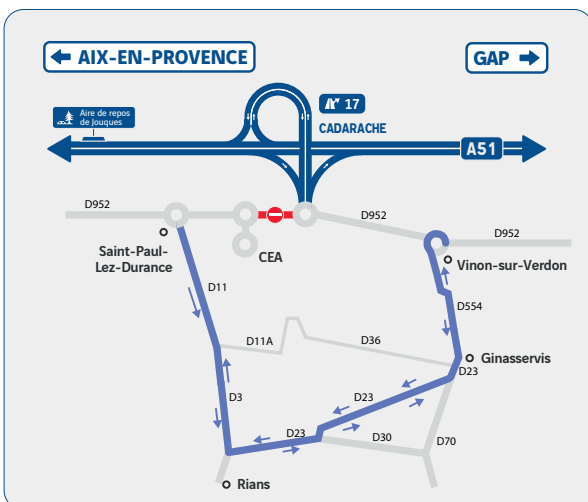 AIX-EN-PROVENCE
GAP
Aire de repos
de Jouques
17
CADARACHE
A51
D952
D952
D952
Saint-Paul-
Lez-Durance
CEA
Vinon-sur-Verdon
D11
D554
D11A
D36
Ginasservis
D23
D3
D23
D23
D30
D70
Rians